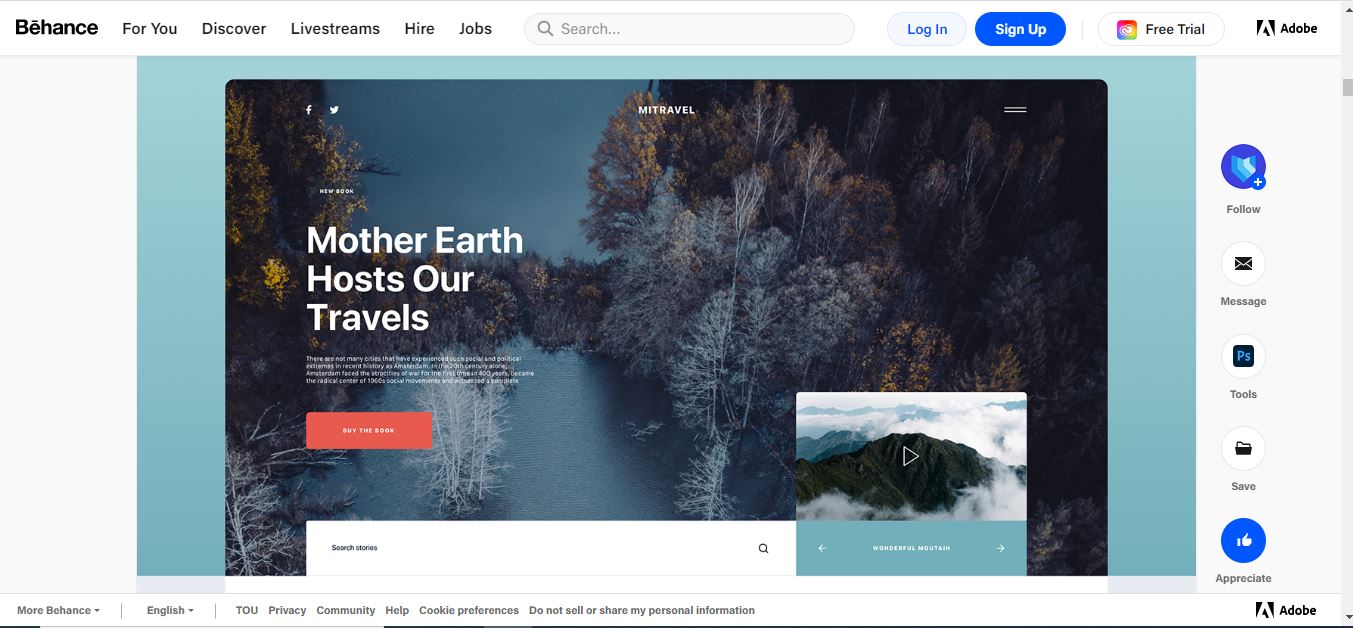 Bēhance For You Discover Livestreams Hire Jobs Search... Log In Sign Up Free Trial Adobe
MITRAVEL
NEW BOOK
Mother Earth
Hosts Our
Travels
There are not many cities that have experienced such social and political
extremes in recent history as Amsterdam. In the 20th century alone,
Amsterdam faced the atrocities of war for the first time in 400 years, became
the radical center of 1960s social movements and witnessed a complete
BUY THE BOOK
Search stories
WONDERFUL MOUTAIN
Follow
Message
Ps
Tools
Save
Appreciate
More Behance English TOU Privacy Community Help Cookie preferences Do not sell or share my personal information Adobe